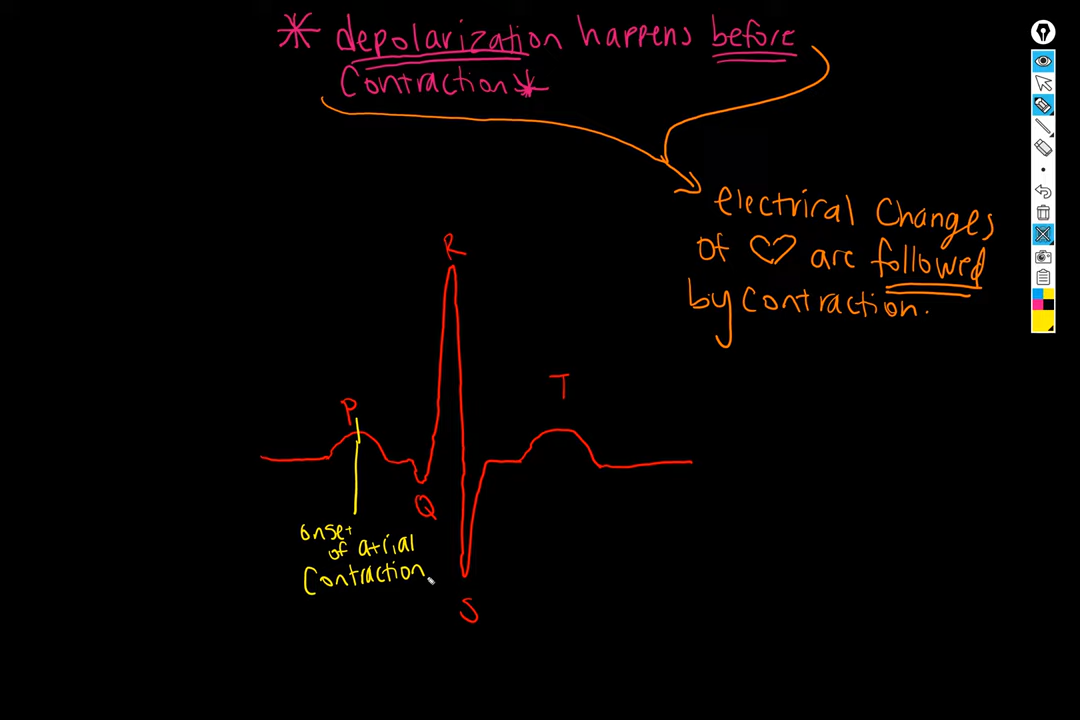 * depolarization happens before
Contraction *
electrical Changes
of ♡ are followed
by contraction.
R
T
P
Q
onset
of atrial
Contraction
S